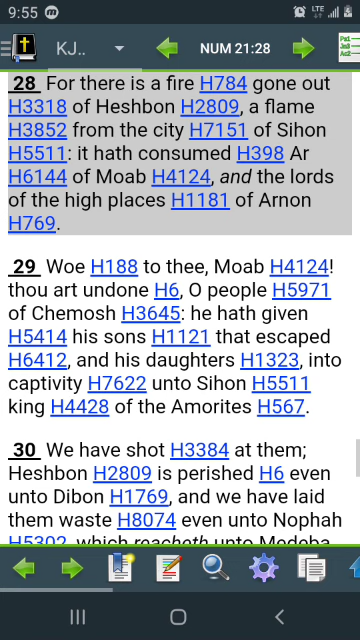 9:55 m LTE
KJ.. NUM 21:28 Ps1- Jn3- Ac2-
28 For there is a fire H784 gone out
H3318 of Heshbon H2809, a flame
H3852 from the city H7151 of Sihon
H5511: it hath consumed H398 Ar
H6144 of Moab H4124, and the lords
of the high places H1181 of Arnon
H769.
29 Woe H188 to thee, Moab H4124!
thou art undone H6, O people H5971
of Chemosh H3645: he hath given
H5414 his sons H1121 that escaped
H6412, and his daughters H1323, into
captivity H7622 unto Sihon H5511
king H4428 of the Amorites H567.
30 We have shot H3384 at them;
Heshbon H2809 is perished H6 even
unto Dibon H1769, and we have laid
them waste H8074 even unto Nophah
H5302, which reacheth unto Medeba